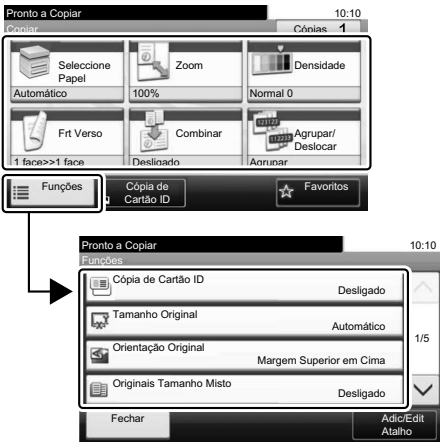 Pronto a Copiar 10:10
Copiar Cópias 1
Seleccione
Papel
Automático
Zoom
100%
Densidade
Normal 0
Frt Verso
1 face>>1 face
Combinar
Desligado
123123
112233
Agrupar/
Deslocar
Agrupar
Funções
Cópia de
Cartão ID
Favoritos
Pronto a Copiar 10:10
Funções
Cópia de Cartão ID
Desligado
Tamanho Original
Automático
1/5
Orientação Original
Margem Superior em Cima
Originais Tamanho Misto
Desligado
Fechar
Adic/Edit
Atalho